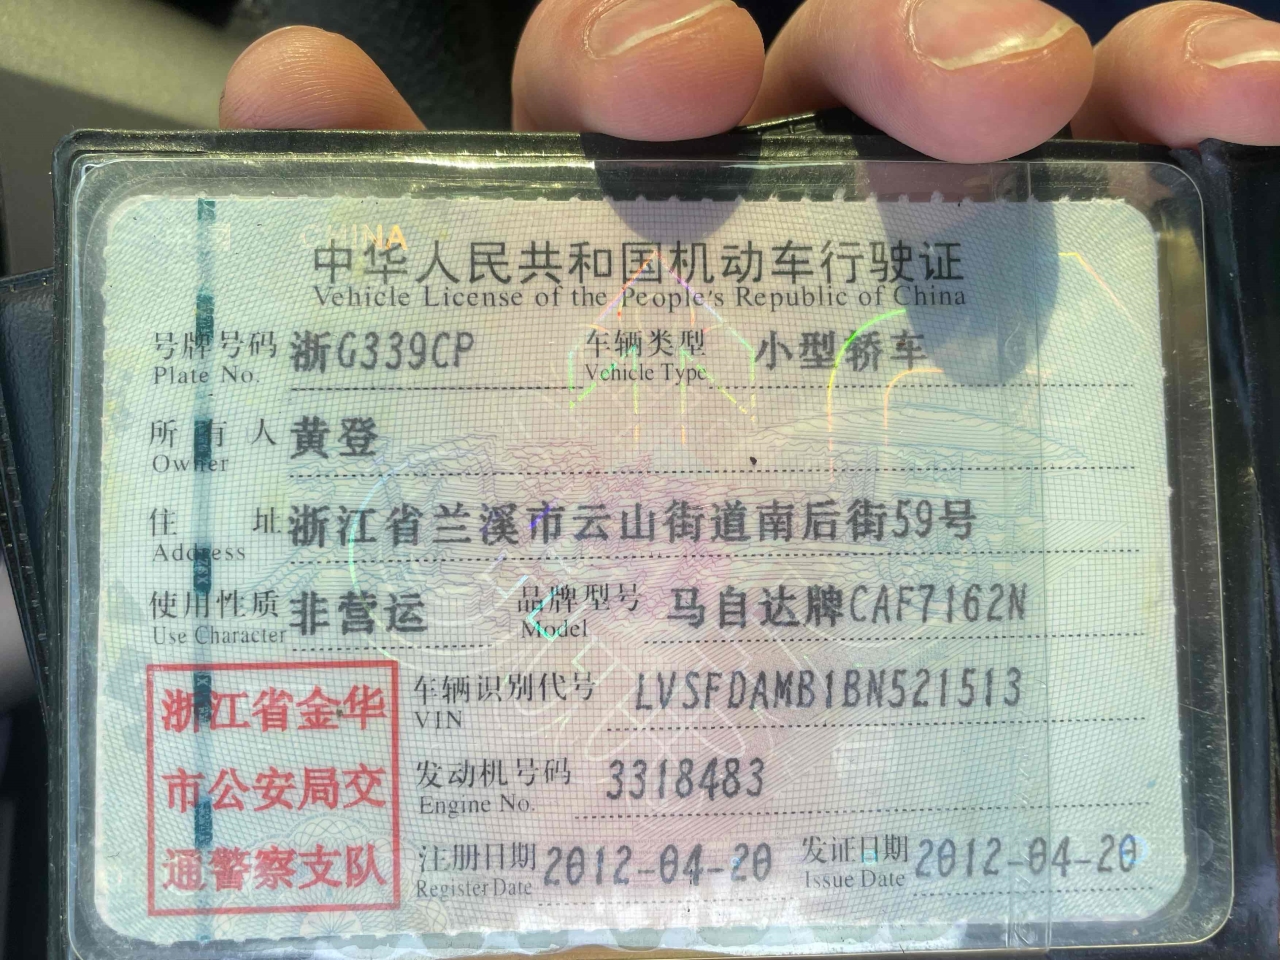 CHINA
中华人民共和国机动车行驶证
Vehicle License of the People's Republic of China
号牌号码 浙G339CP 车辆类型 小型轿车
Plate No. Vehicle Type
所有人 黄登
Owner
住址 浙江省兰溪市云山街道南后街59号
Address
使用性质 非营运 品牌型号 马自达牌CAF7162N
Use Character Model
浙江省金华
市公安局交
通警察支队
车辆识别代号 LVSFDAMB1BN521513
VIN
发动机号码 3318483
Engine No.
注册日期 2012-04-20 发证日期 2012-04-20
Register Date Issue Date